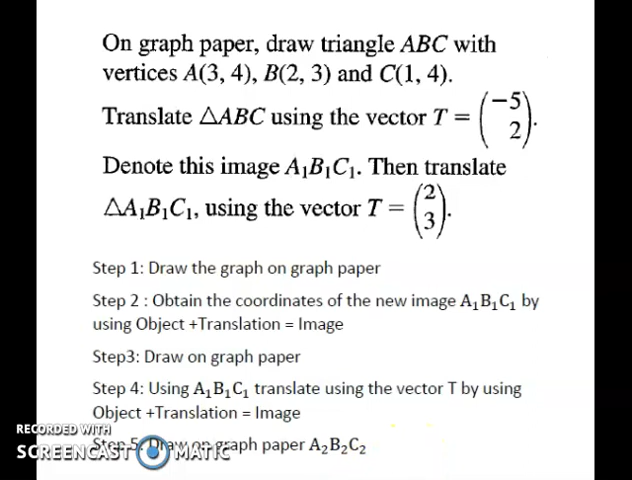 On graph paper, draw triangle ABC with
vertices A(3, 4), B(2, 3) and C(1, 4).
Translate △ABC using the vector T = (−5 2).
Denote this image A₁B₁C₁. Then translate
△A₁B₁C₁, using the vector T = (2 3).
Step 1: Draw the graph on graph paper
Step 2 : Obtain the coordinates of the new image A₁B₁C₁ by
using Object +Translation = Image
Step3: Draw on graph paper
Step 4: Using A₁B₁C₁ translate using the vector T by using
Object +Translation = Image
RECORDED WITH
Step 5: Draw on graph paper A₂B₂C₂
SCREENCAST MATIC